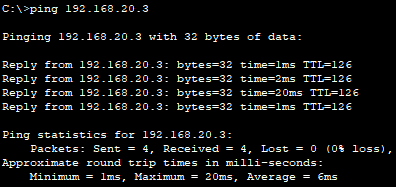 C:\>ping 192.168.20.3
Pinging 192.168.20.3 with 32 bytes of data:
Reply from 192.168.20.3: bytes=32 time=1ms TTL=126
Reply from 192.168.20.3: bytes=32 time=2ms TTL=126
Reply from 192.168.20.3: bytes=32 time=20ms TTL=126
Reply from 192.168.20.3: bytes=32 time=1ms TTL=126
Ping statistics for 192.168.20.3:
    Packets: Sent = 4, Received = 4, Lost = 0 (0% loss),
Approximate round trip times in milli-seconds:
    Minimum = 1ms, Maximum = 20ms, Average = 6ms